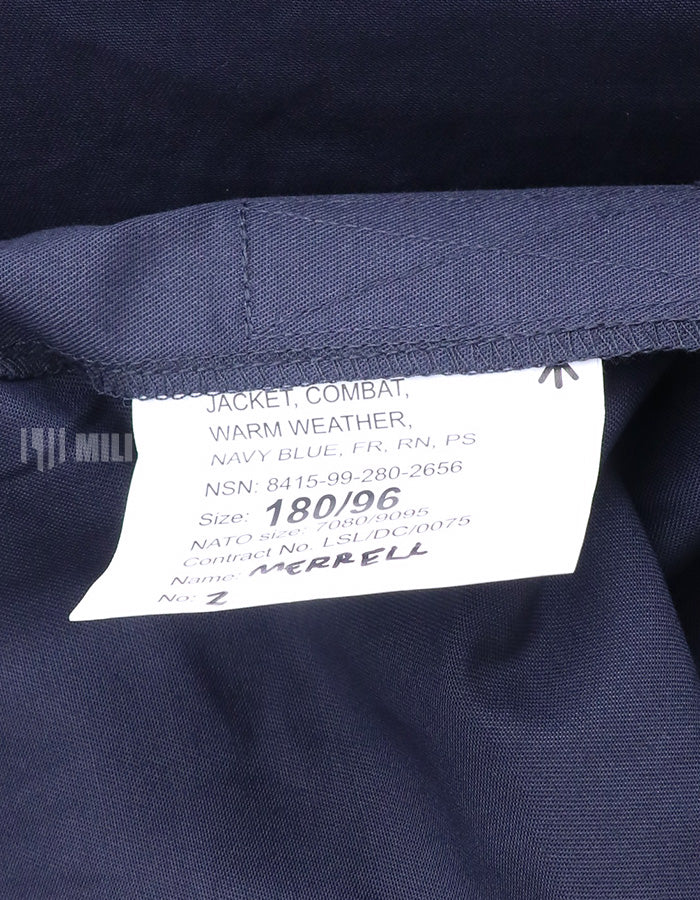 JACKET, COMBAT,
WARM WEATHER,
NAVY BLUE, FR, RN, PS
NSN: 8415-99-280-2656
Size: 180/96
NATO size: 7080/9095
Contract No. LSL/DC/0075
Name: MERRELL
No: 2
MILI